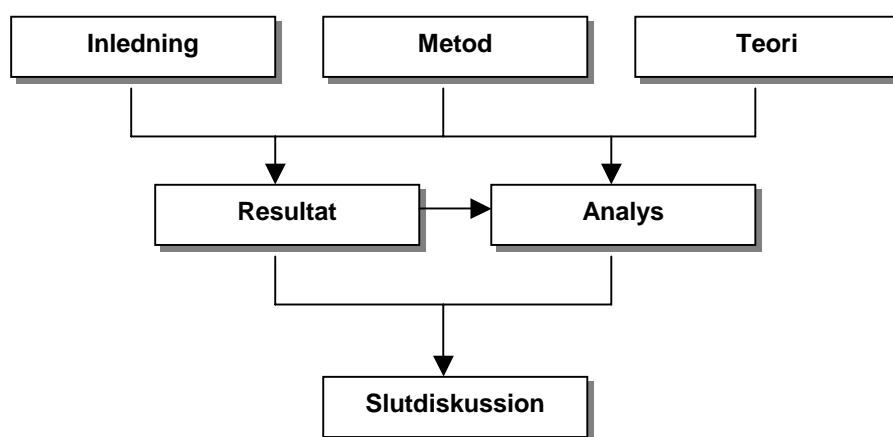 Inledning
Metod
Teori
Resultat
Analys
Slutdiskussion